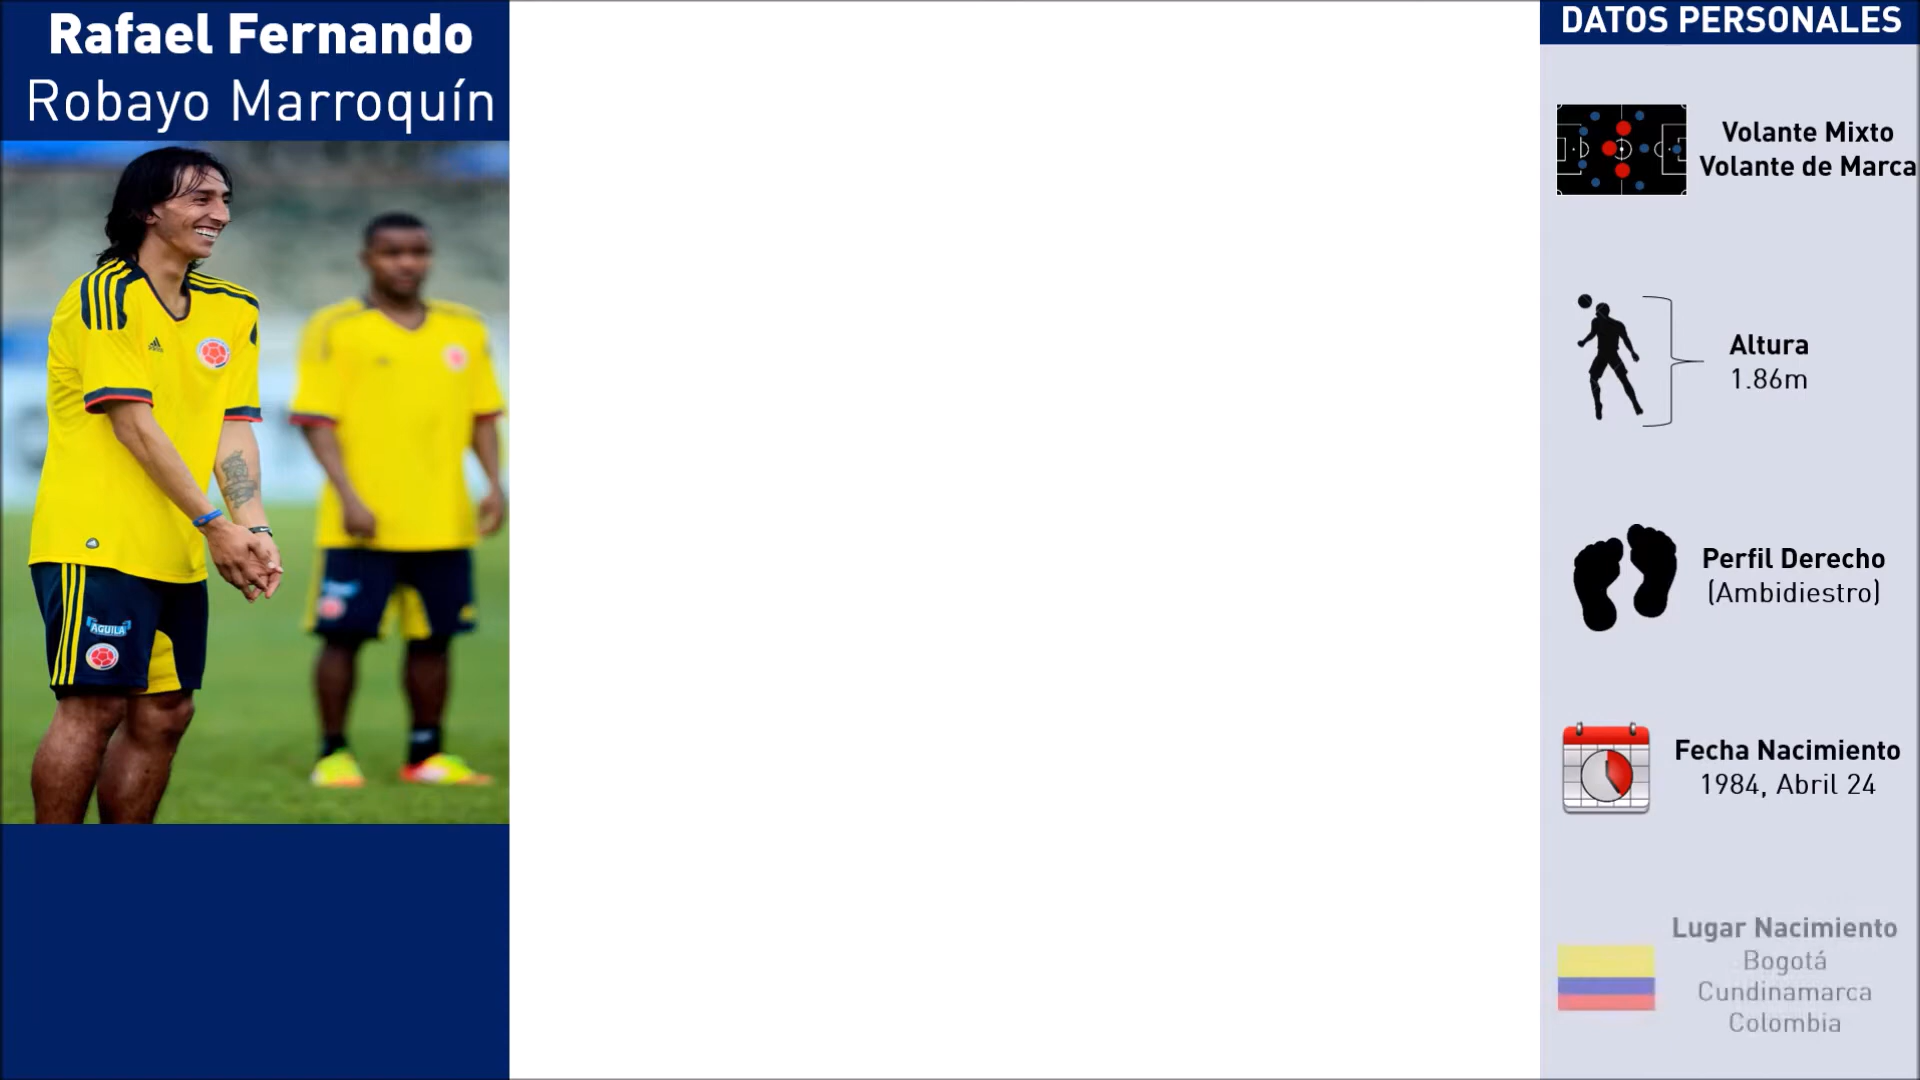 Rafael Fernando
Robayo Marroquín
AGUILA
DATOS PERSONALES
Volante Mixto
Volante de Marca
Altura
1.86m
Perfil Derecho
(Ambidiestro)
Fecha Nacimiento
1984, Abril 24
Lugar Nacimiento
Bogotá
Cundinamarca
Colombia